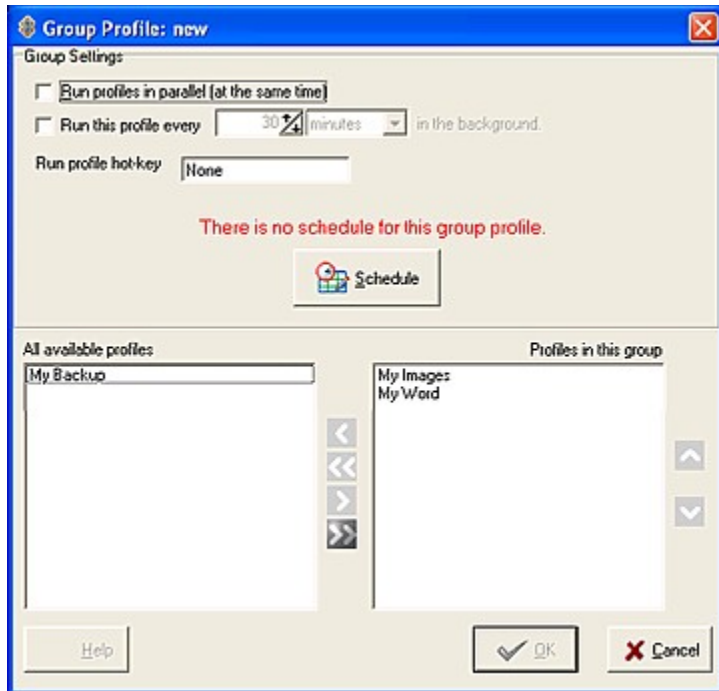 Group Profile: new
Group Settings
Run profiles in parallel (at the same time)
Run this profile every 30 minutes in the background.
Run profile hot-key None
There is no schedule for this group profile.
Schedule
All available profiles Profiles in this group
My Backup My Images
My Word
Help OK Cancel